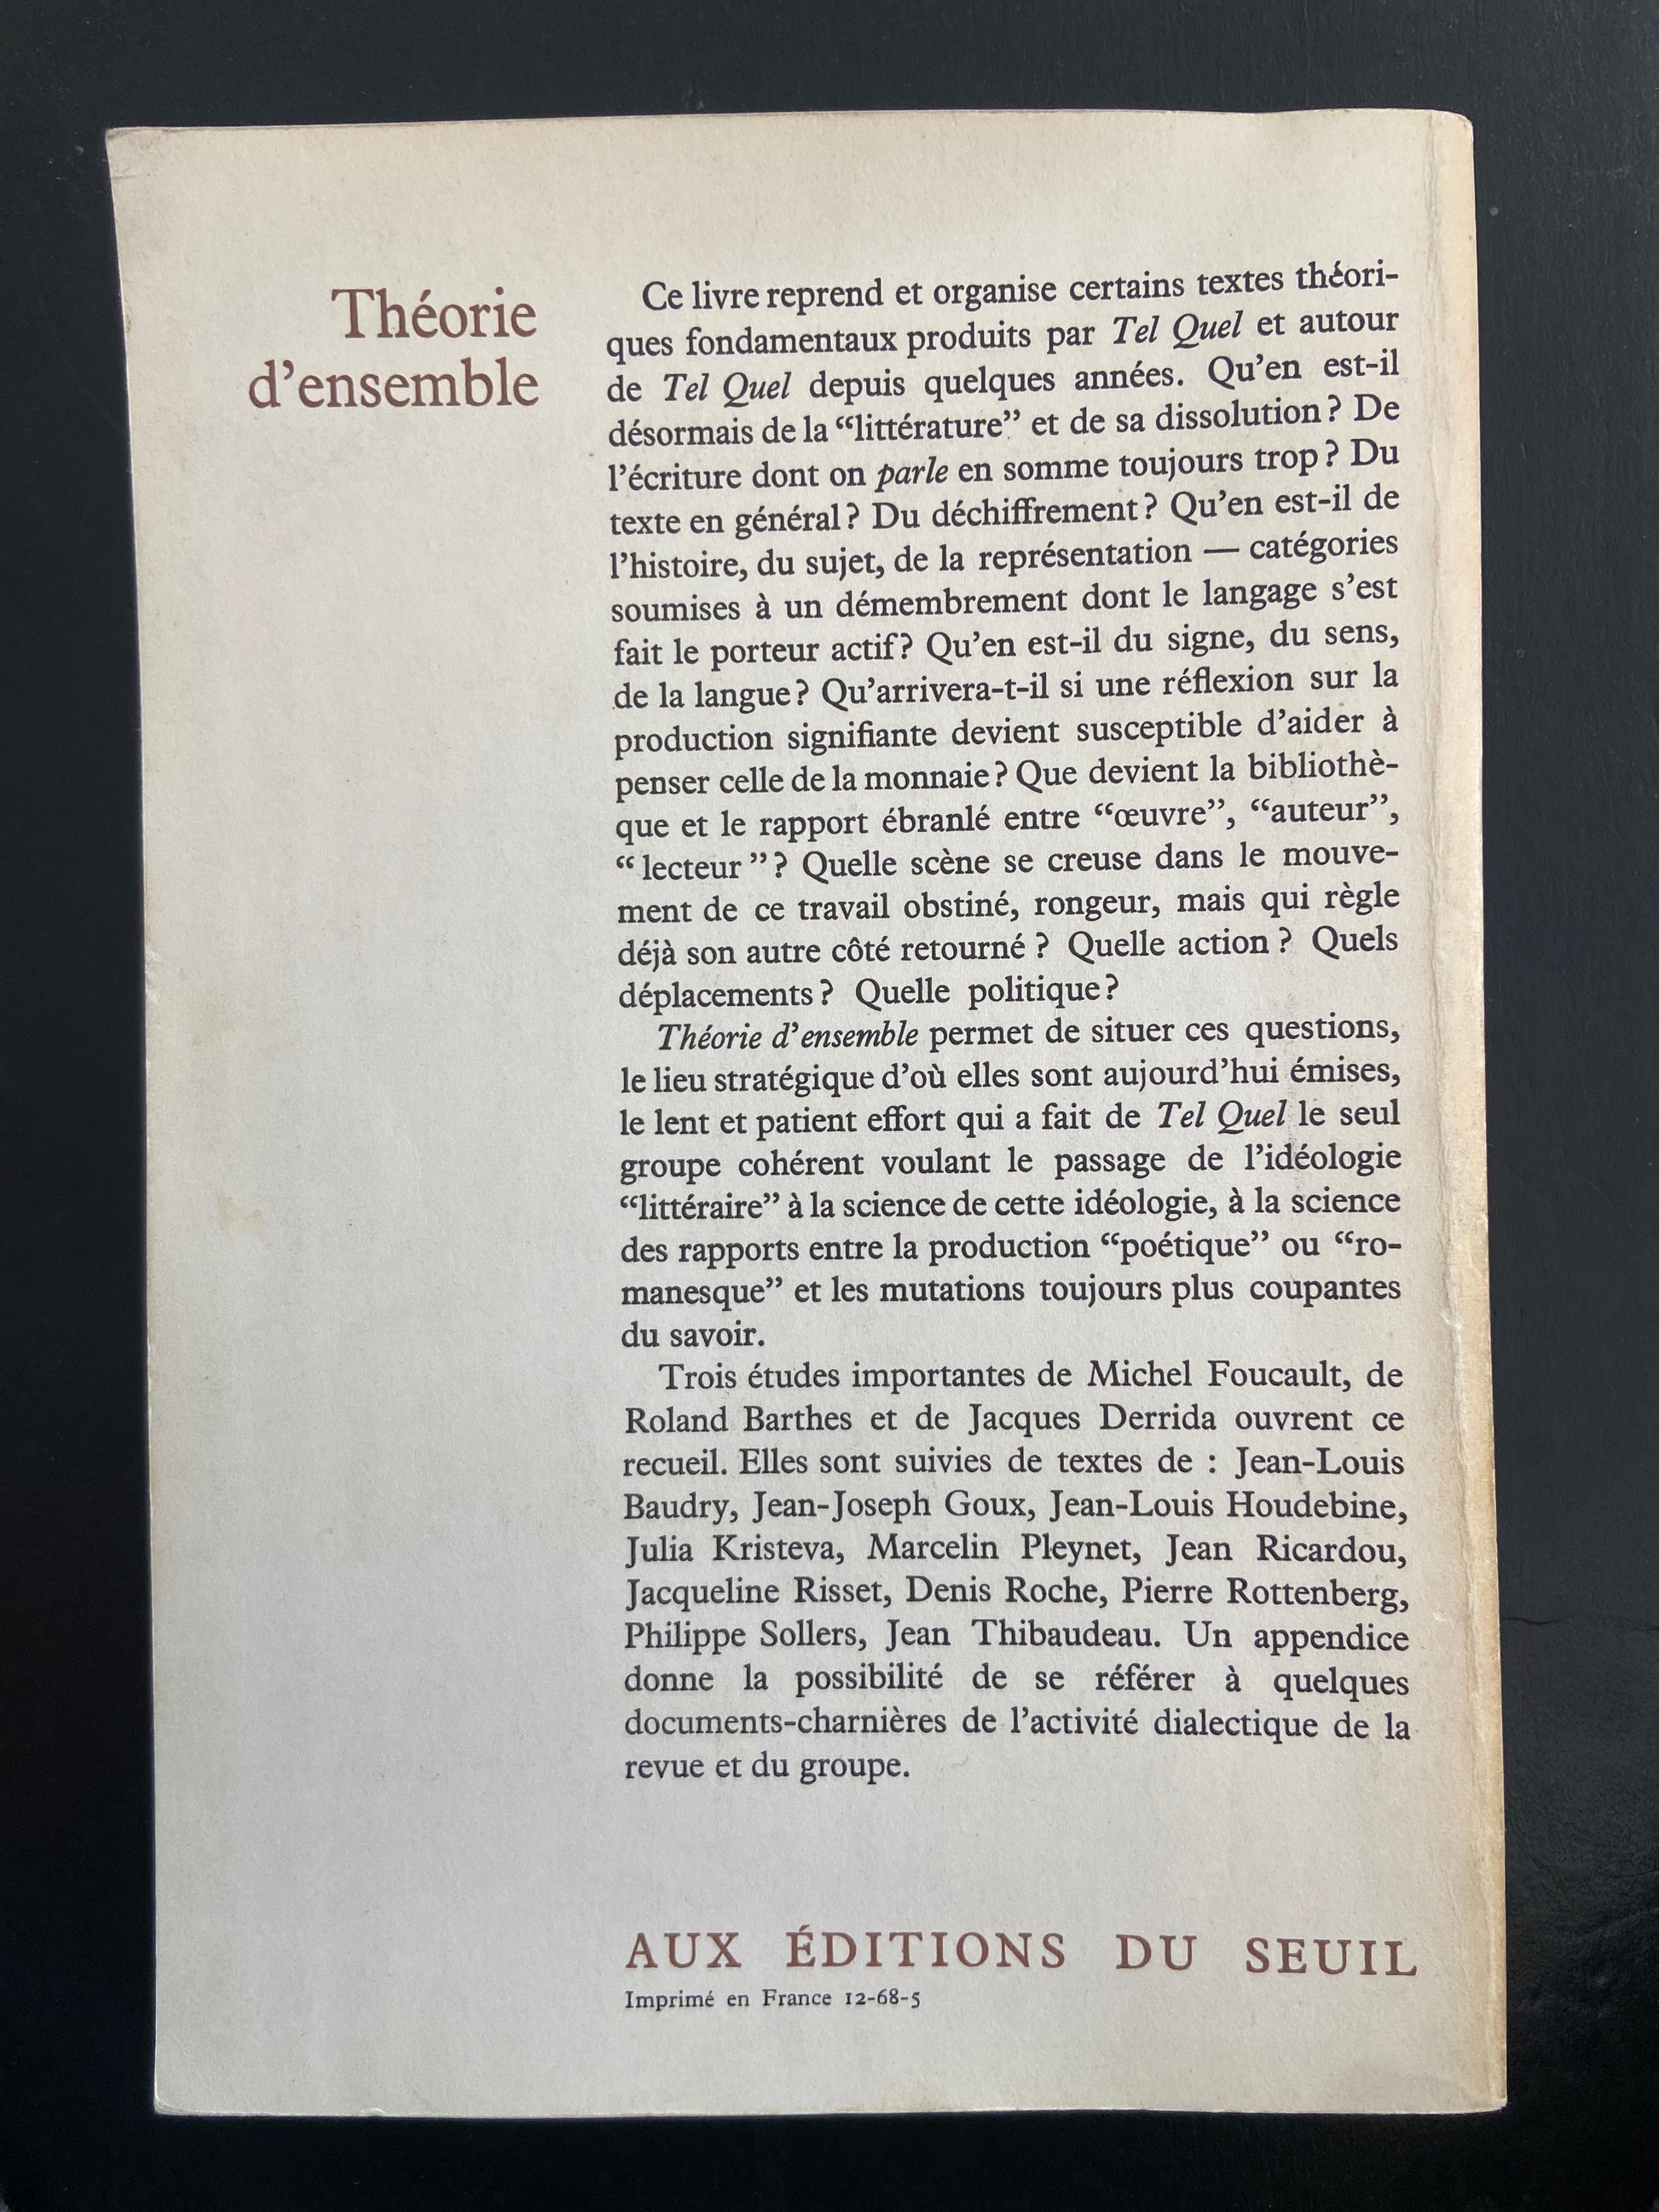 Théorie
d’ensemble
Ce livre reprend et organise certains textes théori-
ques fondamentaux produits par Tel Quel et autour
de Tel Quel depuis quelques années. Qu’en est-il
désormais de la “littérature” et de sa dissolution? De
l’écriture dont on parle en somme toujours trop? Du
texte en général? Du déchiffrement? Qu’en est-il de
l’histoire, du sujet, de la représentation — catégories
soumises à un démembrement dont le langage s’est
fait le porteur actif? Qu’en est-il du signe, du sens,
de la langue? Qu’arrivera-t-il si une réflexion sur la
production signifiante devient susceptible d’aider à
penser celle de la monnaie? Que devient la bibliothè-
que et le rapport ébranlé entre “œuvre”, “auteur”,
“lecteur”? Quelle scène se creuse dans le mouve-
ment de ce travail obstiné, rongeur, mais qui règle
déjà son autre côté retourné? Quelle action? Quels
déplacements? Quelle politique?
Théorie d’ensemble permet de situer ces questions,
le lieu stratégique d’où elles sont aujourd’hui émises,
le lent et patient effort qui a fait de Tel Quel le seul
groupe cohérent voulant le passage de l’idéologie
“littéraire” à la science de cette idéologie, à la science
des rapports entre la production “poétique” ou “ro-
manesque” et les mutations toujours plus coupantes
du savoir.
Trois études importantes de Michel Foucault, de
Roland Barthes et de Jacques Derrida ouvrent ce
recueil. Elles sont suivies de textes de : Jean-Louis
Baudry, Jean-Joseph Goux, Jean-Louis Houdebine,
Julia Kristeva, Marcelin Pleynet, Jean Ricardou,
Jacqueline Risset, Denis Roche, Pierre Rottenberg,
Philippe Sollers, Jean Thibaudeau. Un appendice
donne la possibilité de se référer à quelques
documents-charnières de l’activité dialectique de la
revue et du groupe.
AUX ÉDITIONS DU SEUIL
Imprimé en France 12-68-5